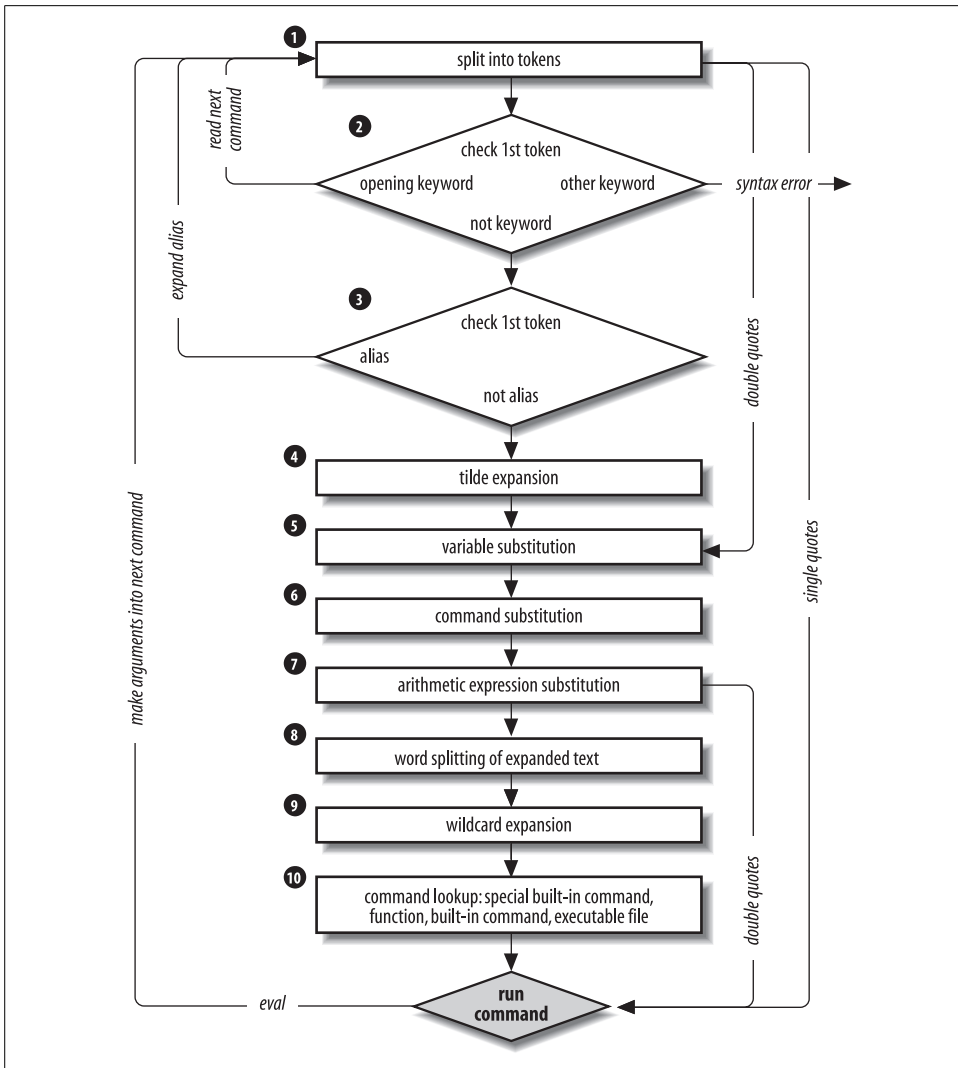 1
split into tokens
read next
command
2
check 1st token
opening keyword
other keyword
syntax error
not keyword
expand alias
3
check 1st token
alias
double quotes
not alias
4
tilde expansion
5
variable substitution
make arguments into next command
single quotes
6
command substitution
7
arithmetic expression substitution
8
word splitting of expanded text
9
wildcard expansion
10
command lookup: special built-in command,
function, built-in command, executable file
double quotes
eval
run
command